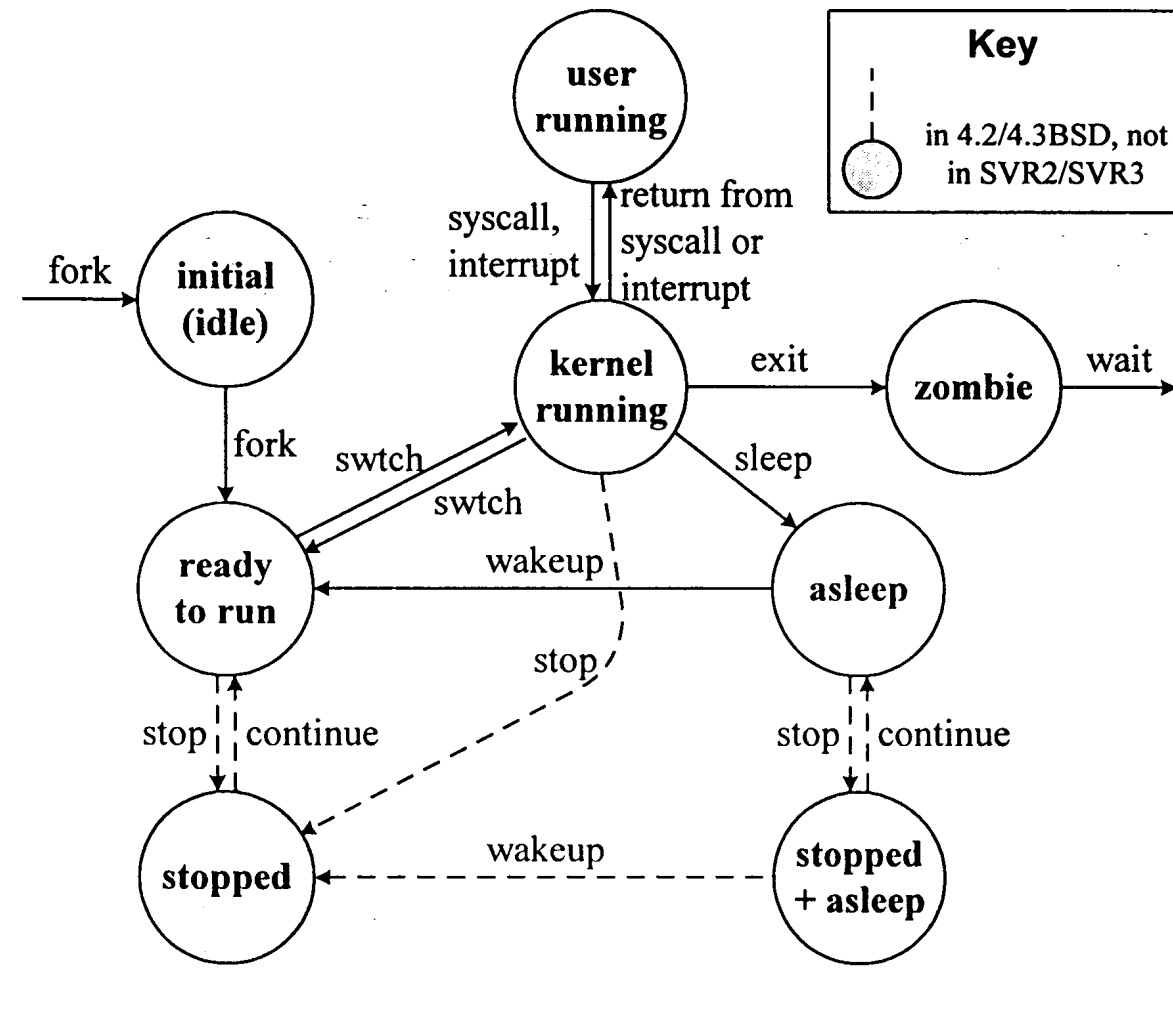 user
running
Key
in 4.2/4.3BSD, not
in SVR2/SVR3
syscall,
interrupt
return from
syscall or
interrupt
fork
initial
(idle)
kernel
running
exit
zombie
wait
fork
swtch
swtch
sleep
ready
to run
wakeup
asleep
stop
stop
continue
stop
continue
stopped
wakeup
stopped
+ asleep